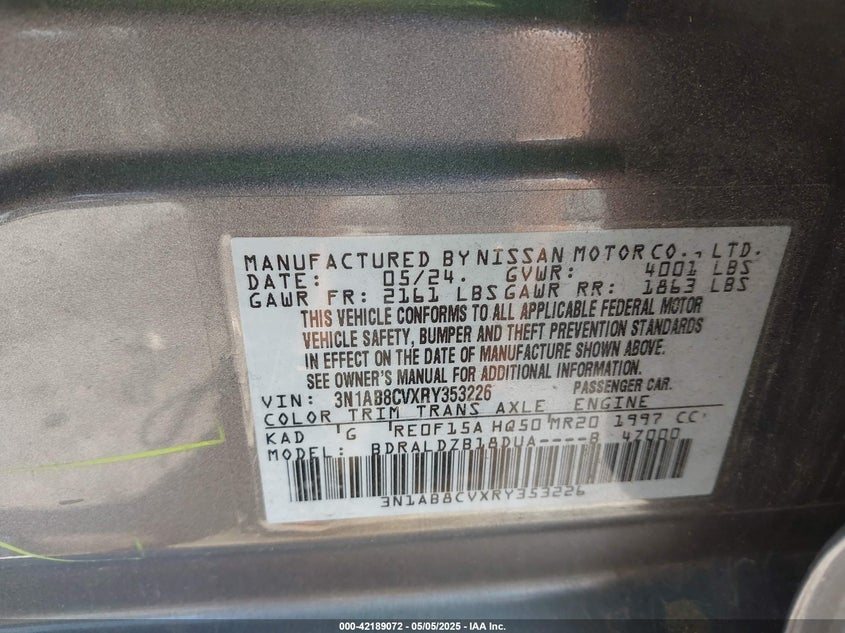 MANUFACTURED BY NISSAN MOTOR CO., LTD.
DATE: 05/24. GVWR: 4001 LBS
GAWR FR: 2161 LBS GAWR RR: 1863 LBS
THIS VEHICLE CONFORMS TO ALL APPLICABLE FEDERAL MOTOR
VEHICLE SAFETY, BUMPER AND THEFT PREVENTION STANDARDS
IN EFFECT ON THE DATE OF MANUFACTURE SHOWN ABOVE.
SEE OWNER'S MANUAL FOR ADDITIONAL INFORMATION.
VIN: 3N1AB8CVXRY353226 PASSENGER CAR.
COLOR TRIM TRANS AXLE ENGINE
KAD G RE0F15A HQ50 MR20 1997 CC
MODEL: BDRALDZB18DUA----B 4Z000
3N1AB8CVXRY353226
000-42189072 - 05/05/2025 - IAA Inc.